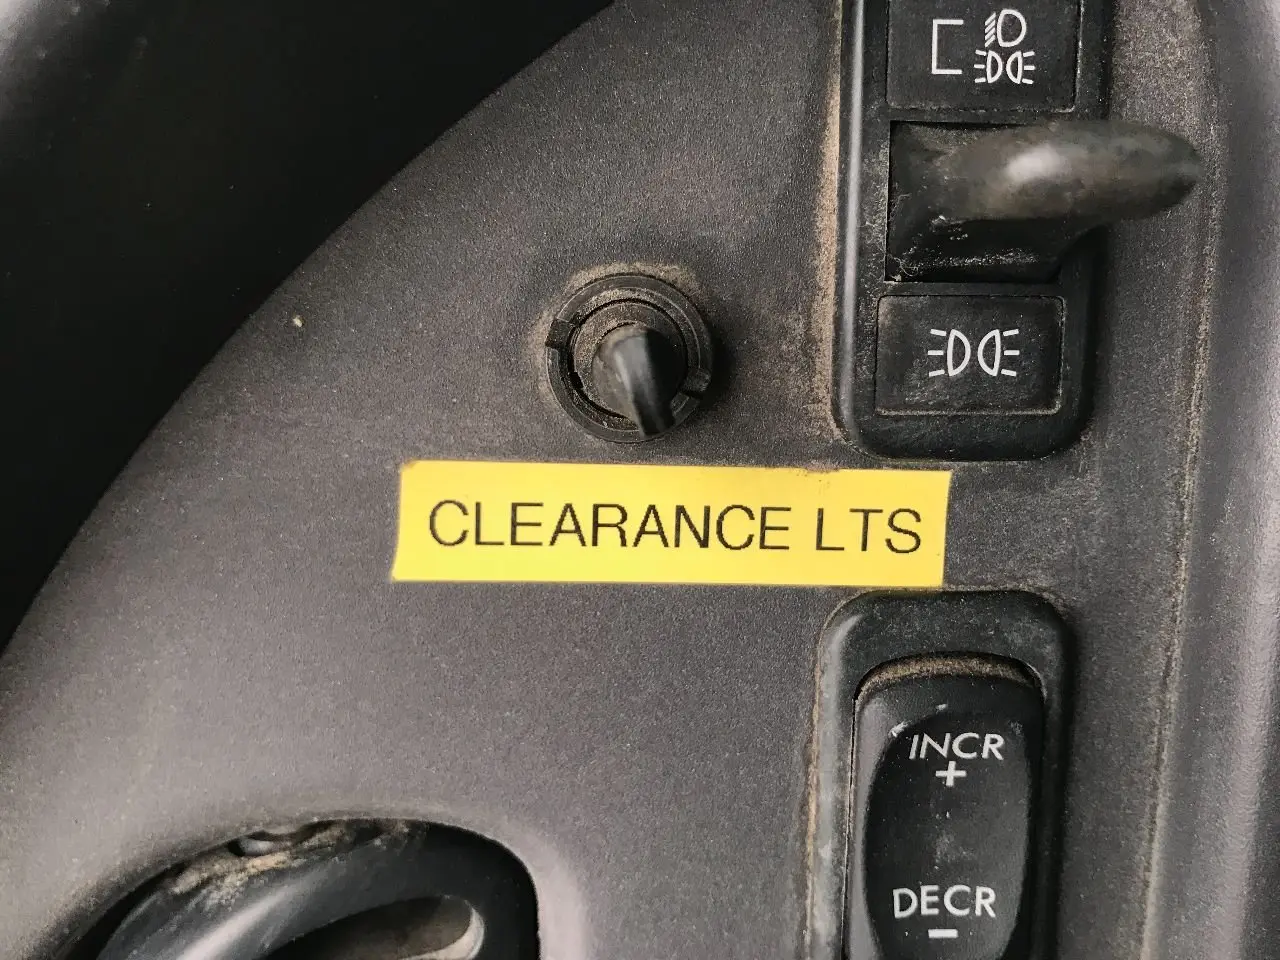 CLEARANCE LTS
INCR
+
DECR
-